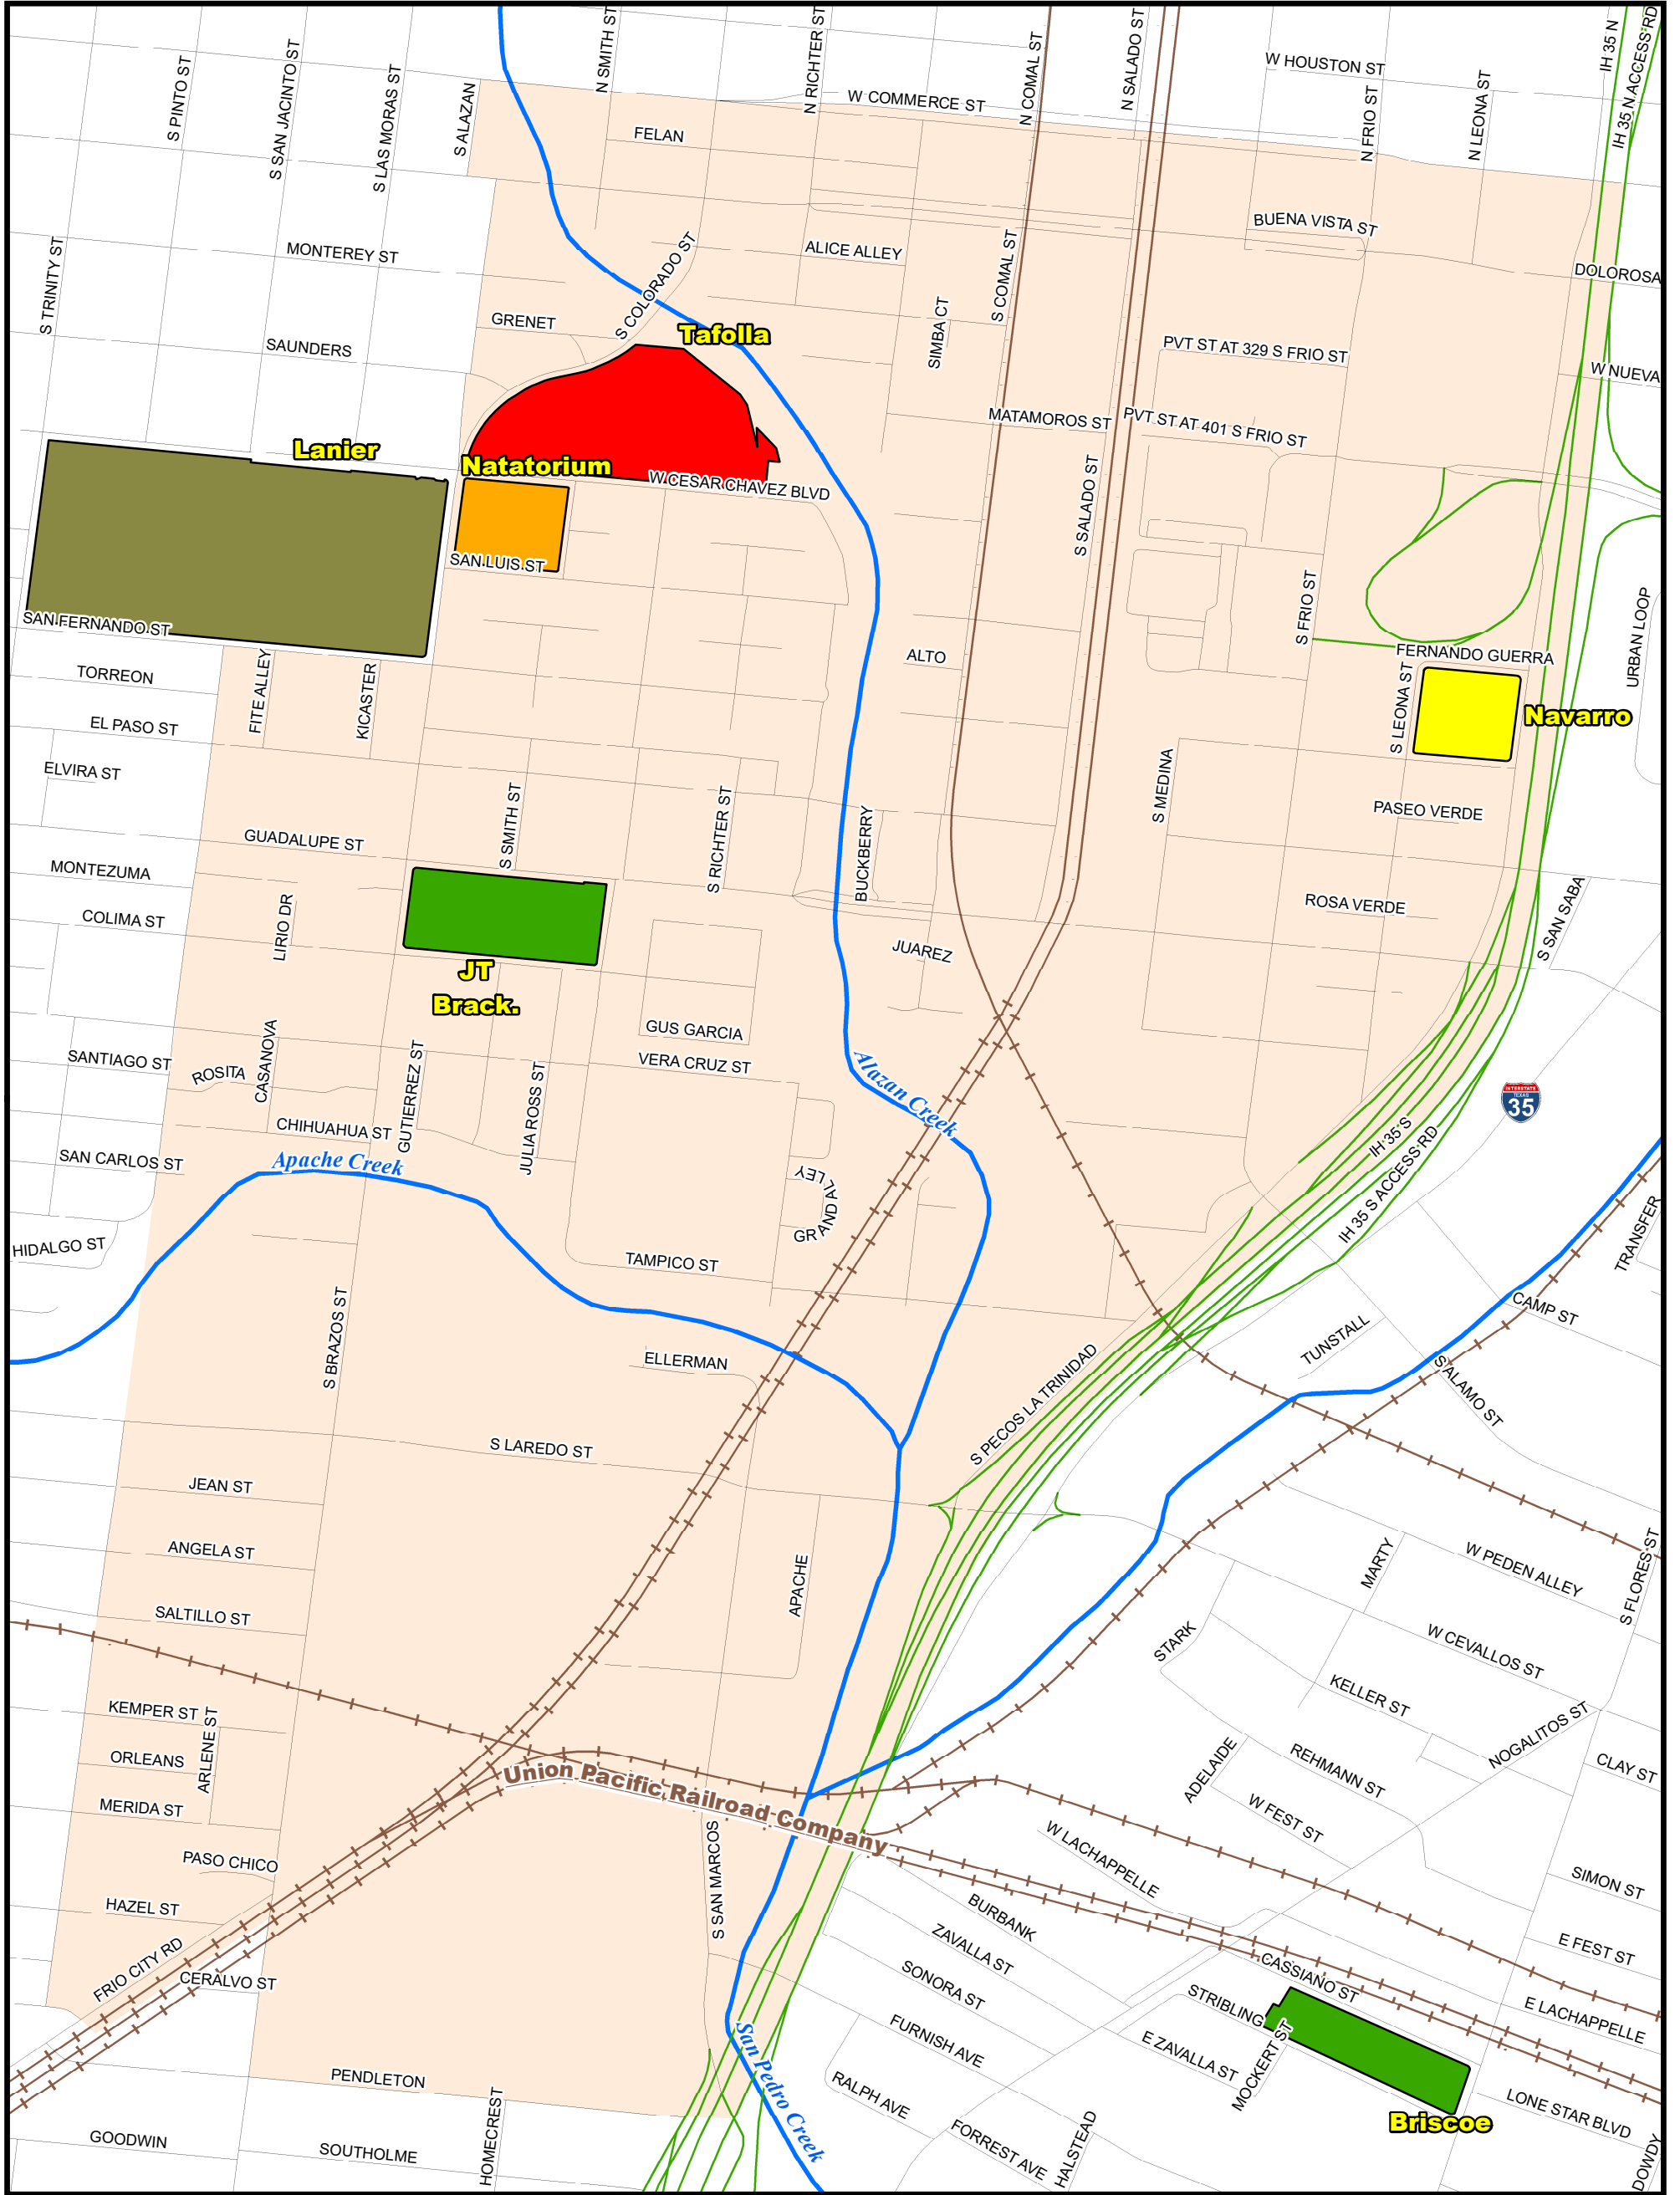 N SMITH ST
N RICHTER ST
N COMAL ST
N SALADO ST
W HOUSTON ST
IH 35 N
IH 35 N ACCESS RD
S PINTO ST
S SAN JACINTO ST
S LAS MORAS ST
S ALAZAN
W COMMERCE ST
N FRIO ST
N LEONA ST
FELAN
BUENA VISTA ST
ALICE ALLEY
MONTEREY ST
S TRINITY ST
S COLORADO ST
S COMAL ST
DOLOROSA
GRENET
Tafolla
SIMBA CT
SAUNDERS
PVT ST AT 329 S FRIO ST
W NUEVA
MATAMOROS ST
PVT ST AT 401 S FRIO ST
Lanier
Natatorium
W CESAR CHAVEZ BLVD
S SALADO ST
SAN LUIS ST
S FRIO ST
URBAN LOOP
SAN FERNANDO ST
ALTO
FERNANDO GUERRA
TORREON
FITE ALLEY
KICASTER
S LEONA ST
Navarro
EL PASO ST
ELVIRA ST
S MEDINA
PASEO VERDE
GUADALUPE ST
S SMITH ST
S RICHTER ST
BUCKBERRY
MONTEZUMA
COLIMA ST
LIRIO DR
ROSA VERDE
S SAN SABA
JUAREZ
JT
Brack.
GUS GARCIA
SANTIAGO ST
ROSITA
CASANOVA
GUTIERREZ ST
JULIA ROSS ST
VERA CRUZ ST
Alazan Creek
INTERSTATE
TEXAS
35
CHIHUAHUA ST
SAN CARLOS ST
Apache Creek
GRAND ALLEY
IH 35 S
IH 35 S ACCESS RD
HIDALGO ST
TAMPICO ST
TRANSFER
CAMP ST
S BRAZOS ST
ELLERMAN
TUNSTALL
S ALAMO ST
S PECOS LA TRINIDAD
S LAREDO ST
JEAN ST
ANGELA ST
APACHE
MARTY
W PEDEN ALLEY
S FLORES ST
SALTILLO ST
STARK
W CEVALLOS ST
KELLER ST
KEMPER ST
ARLENE ST
ORLEANS
MERIDA ST
Union Pacific Railroad Company
NOGALITOS ST
ADELAIDE
REHMANN ST
CLAY ST
W FEST ST
W LACHAPPELLE
S SAN MARCOS
PASO CHICO
SIMON ST
HAZEL ST
BURBANK
ZAVALLA ST
E FEST ST
FRIO CITY RD
CERALVO ST
SONORA ST
CASSIANO ST
STRIBLING
E LACHAPPELLE
FURNISH AVE
E ZAVALLA ST
MOCKERT ST
San Pedro Creek
PENDLETON
RALPH AVE
LONE STAR BLVD
Briscoe
GOODWIN
SOUTHOLME
HOMECREST
FORREST AVE
HALSTEAD
DOWDY